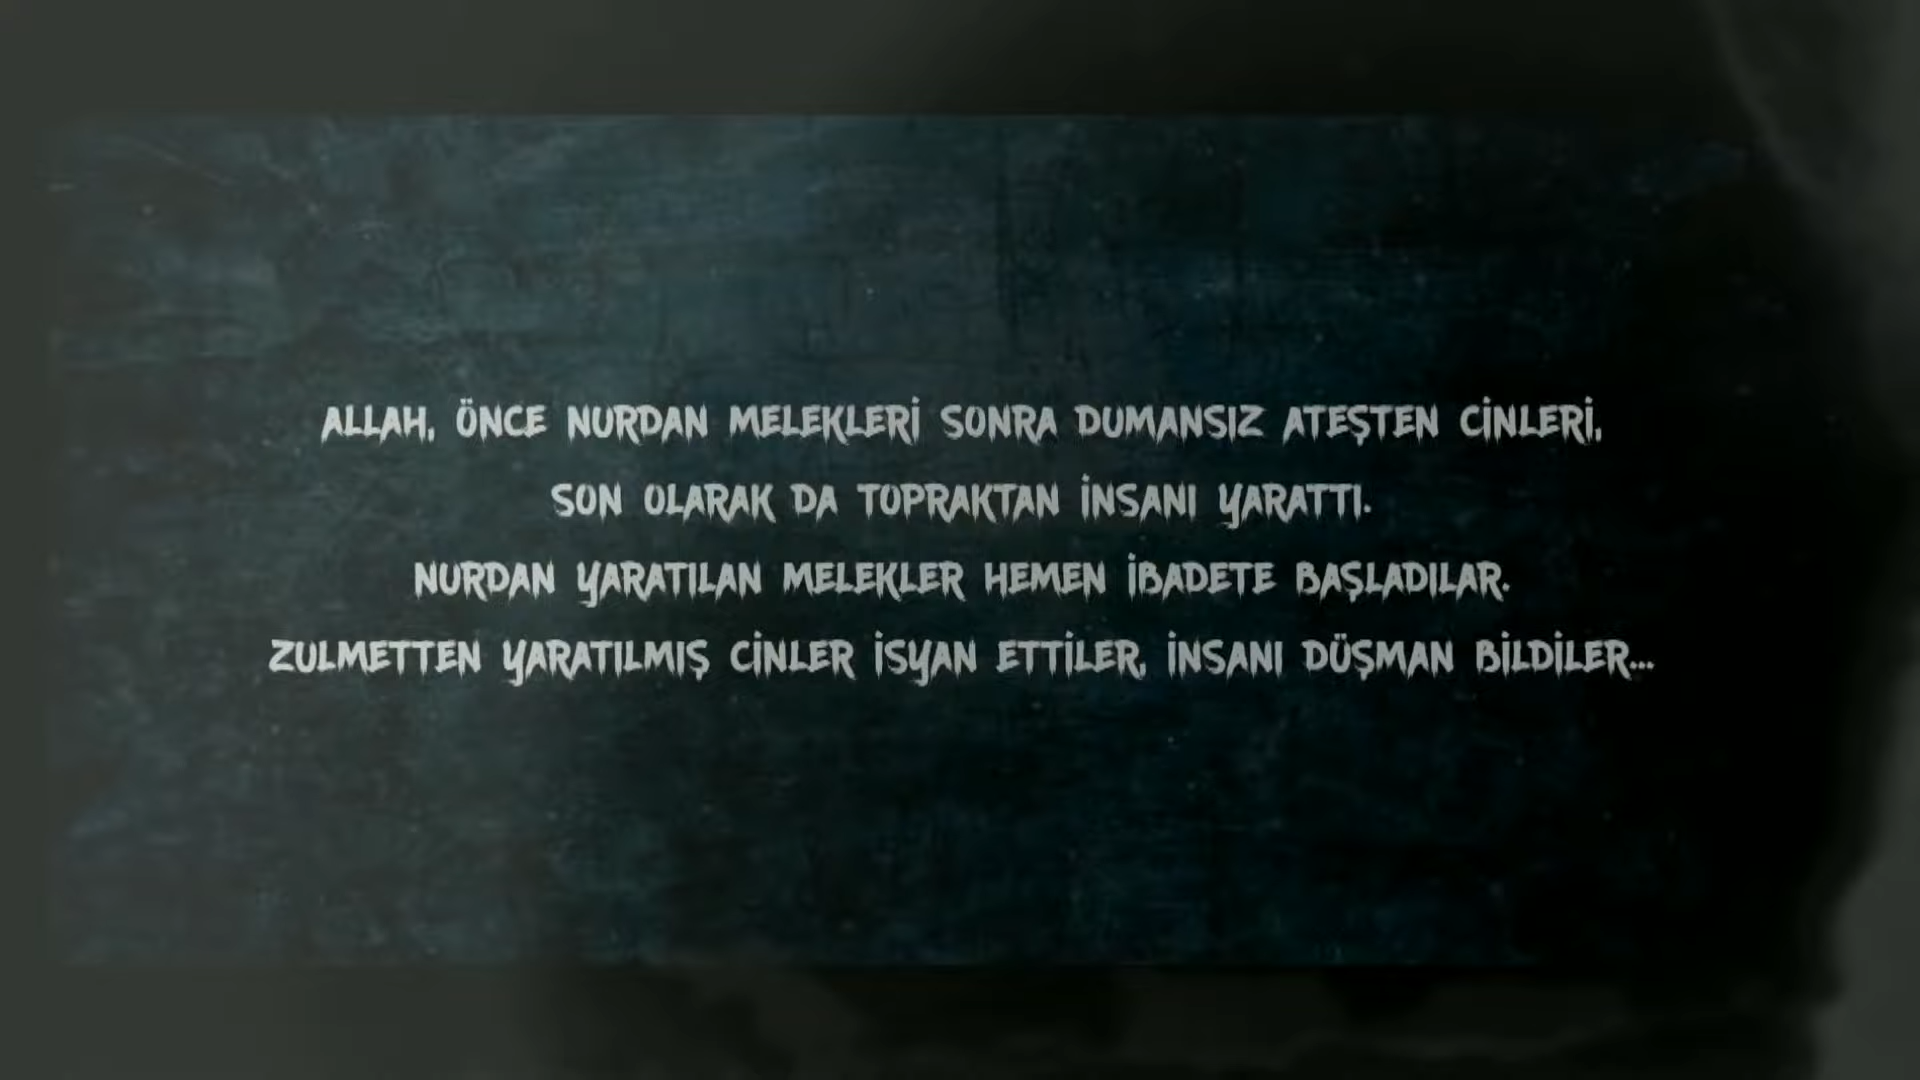 ALLAH, ÖNCE NURDAN MELEKLERİ SONRA DUMANSIZ ATEŞTEN CİNLERİ,
SON OLARAK DA TOPRAKTAN İNSANI YARATTI.
NURDAN YARATILAN MELEKLER HEMEN İBADETE BAŞLADILAR.
ZULMETTEN YARATILMIŞ CİNLER İSYAN ETTİLER, İNSANI DÜŞMAN BİLDİLER...